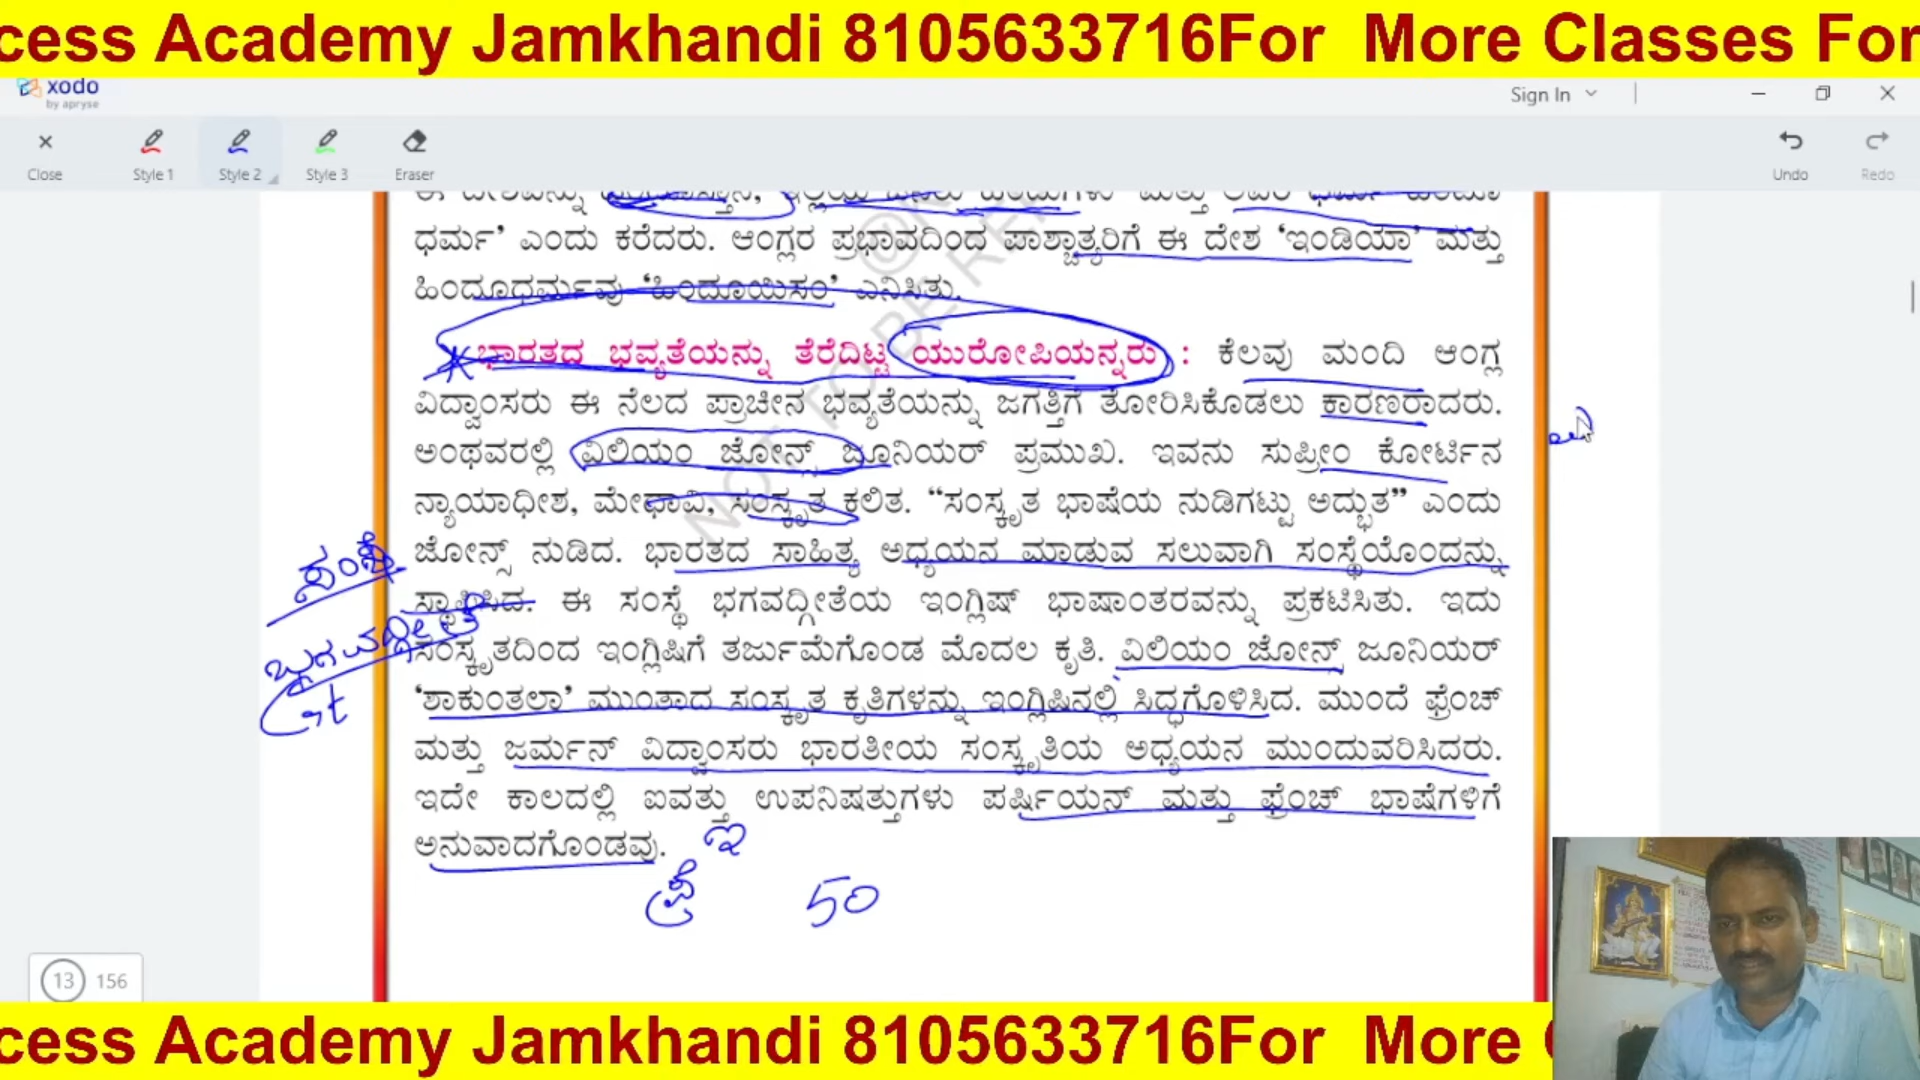 cess Academy Jamkhandi 8105633716For More Classes For
xodo
by apryse
Sign In
Close
Style 1
Style 2
Style 3
Eraser
Undo
Redo
ಈ ದೇಶವನ್ನು ಮತ್ತು
ಧರ್ಮ’ ಎಂದು ಕರೆದರು. ಆಂಗ್ಲರ ಪ್ರಭಾವದಿಂದ ಪಾಶ್ಚಾತ್ಯರಿಗೆ ಈ ದೇಶ ‘ಇಂಡಿಯಾ’ ಮತ್ತು
ಹಿಂದೂಧರ್ಮವು ‘ಹಿಂದೂಯಿಸಂ’ ಎನಿಸಿತು.
ಭಾರತದ ಭವ್ಯತೆಯನ್ನು ತೆರೆದಿಟ್ಟ ಯುರೋಪಿಯನ್ನರು : ಕೆಲವು ಮಂದಿ ಆಂಗ್ಲ
ವಿದ್ವಾಂಸರು ಈ ನೆಲದ ಪ್ರಾಚೀನ ಭವ್ಯತೆಯನ್ನು ಜಗತ್ತಿಗೆ ತೋರಿಸಿಕೊಡಲು ಕಾರಣರಾದರು.
ಅಂಥವರಲ್ಲಿ ವಿಲಿಯಂ ಜೋನ್ಸ್ ಜೂನಿಯರ್ ಪ್ರಮುಖ. ಇವನು ಸುಪ್ರೀಂ ಕೋರ್ಟಿನ
ನ್ಯಾಯಾಧೀಶ, ಮೇಧಾವಿ, ಸಂಸ್ಕೃತ ಕಲಿತ. “ಸಂಸ್ಕೃತ ಭಾಷೆಯ ನುಡಿಗಟ್ಟು ಅದ್ಭುತ” ಎಂದು
ಜೋನ್ಸ್ ನುಡಿದ. ಭಾರತದ ಸಾಹಿತ್ಯ ಅಧ್ಯಯನ ಮಾಡುವ ಸಲುವಾಗಿ ಸಂಸ್ಥೆಯೊಂದನ್ನು
ಸ್ಥಾಪಿಸಿದ. ಈ ಸಂಸ್ಥೆ ಭಗವದ್ಗೀತೆಯ ಇಂಗ್ಲಿಷ್ ಭಾಷಾಂತರವನ್ನು ಪ್ರಕಟಿಸಿತು. ಇದು
ಸಂಸ್ಕೃತದಿಂದ ಇಂಗ್ಲಿಷಿಗೆ ತರ್ಜುಮೆಗೊಂಡ ಮೊದಲ ಕೃತಿ. ವಿಲಿಯಂ ಜೋನ್ಸ್ ಜೂನಿಯರ್
‘ಶಾಕುಂತಲಾ’ ಮುಂತಾದ ಸಂಸ್ಕೃತ ಕೃತಿಗಳನ್ನು ಇಂಗ್ಲಿಷಿನಲ್ಲಿ ಸಿದ್ಧಗೊಳಿಸಿದ. ಮುಂದೆ ಫ್ರೆಂಚ್
ಮತ್ತು ಜರ್ಮನ್ ವಿದ್ವಾಂಸರು ಭಾರತೀಯ ಸಂಸ್ಕೃತಿಯ ಅಧ್ಯಯನ ಮುಂದುವರಿಸಿದರು.
ಇದೇ ಕಾಲದಲ್ಲಿ ಐವತ್ತು ಉಪನಿಷತ್ತುಗಳು ಪರ್ಷಿಯನ್ ಮತ್ತು ಫ್ರೆಂಚ್ ಭಾಷೆಗಳಿಗೆ
ಅನುವಾದಗೊಂಡವು.
50
13 156
cess Academy Jamkhandi 8105633716For More